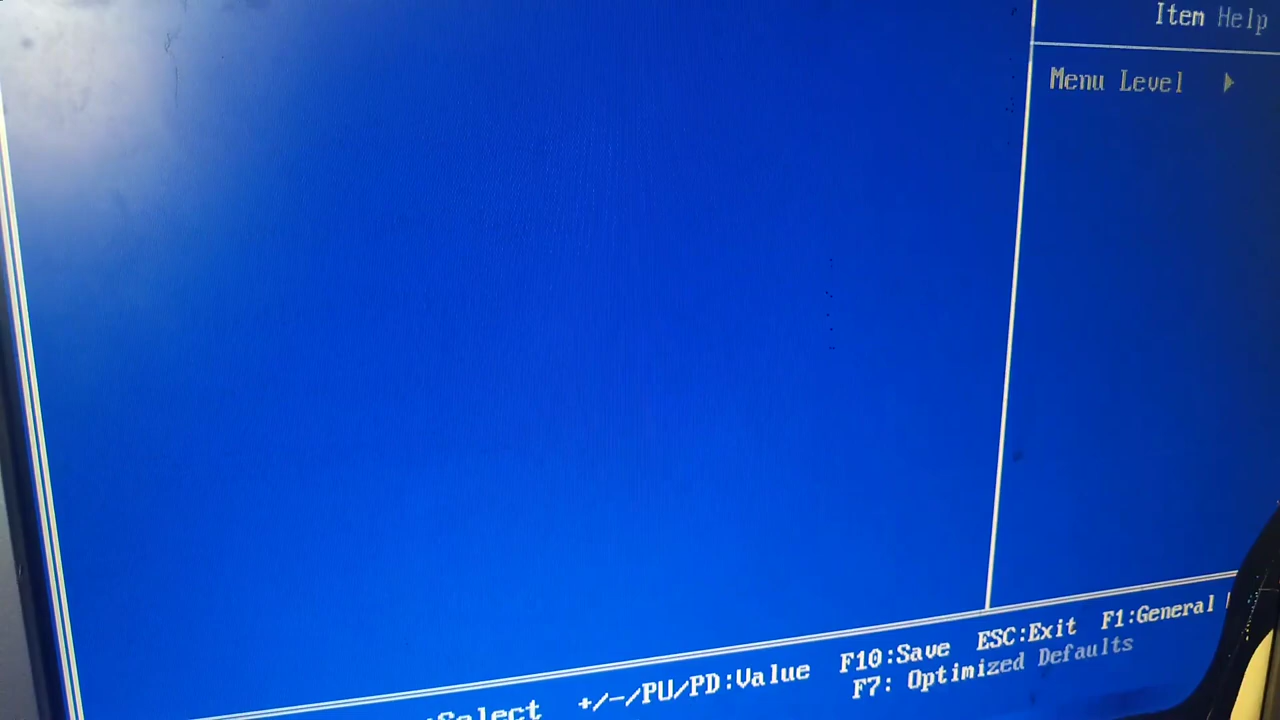 Item Help
Menu Level ▶
:Select +/-/PU/PD:Value F10:Save ESC:Exit F1:General
F7: Optimized Defaults